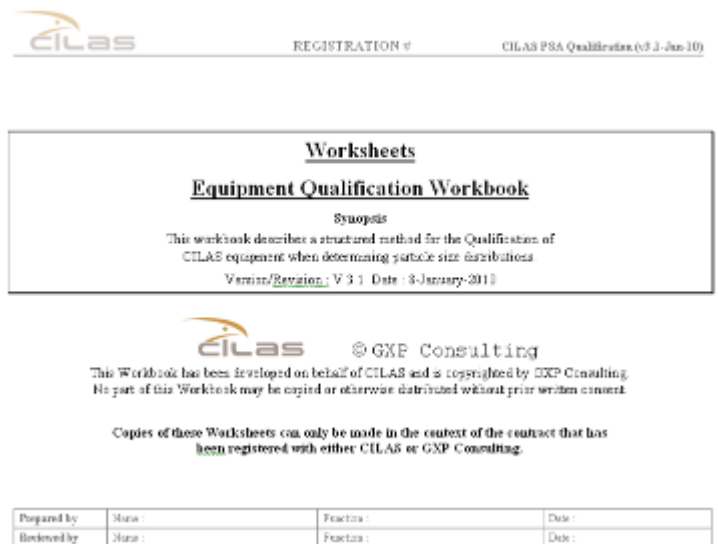 cilas
REGISTRATION #
CILAS PSA Qualification (v3.1-Jan-10)
Worksheets
Equipment Qualification Workbook
Synopsis
This workbook describes a structured method for the Qualification of
CILAS equipment when determining particle size distributions
Version/Revision : V 3.1 Date : 8-January-2010
cilas
© GXP Consulting
This Workbook has been developed on behalf of CILAS and is copyrighted by GXP Consulting.
No part of this Workbook may be copied or otherwise distributed without prior written consent.
Copies of these Worksheets can only be made in the context of the contract that has
been registered with either CILAS or GXP Consulting.
Prepared by Name : Function : Date :
Reviewed by Name : Function : Date :